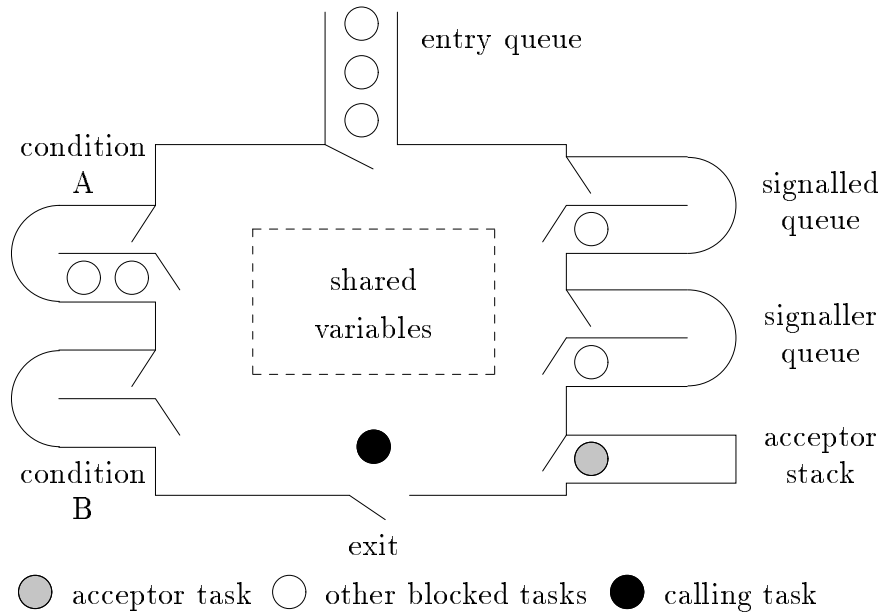 entry queue
condition
A
signalled
queue
shared
variables
signaller
queue
acceptor
stack
condition
B
exit
acceptor task
other blocked tasks
calling task